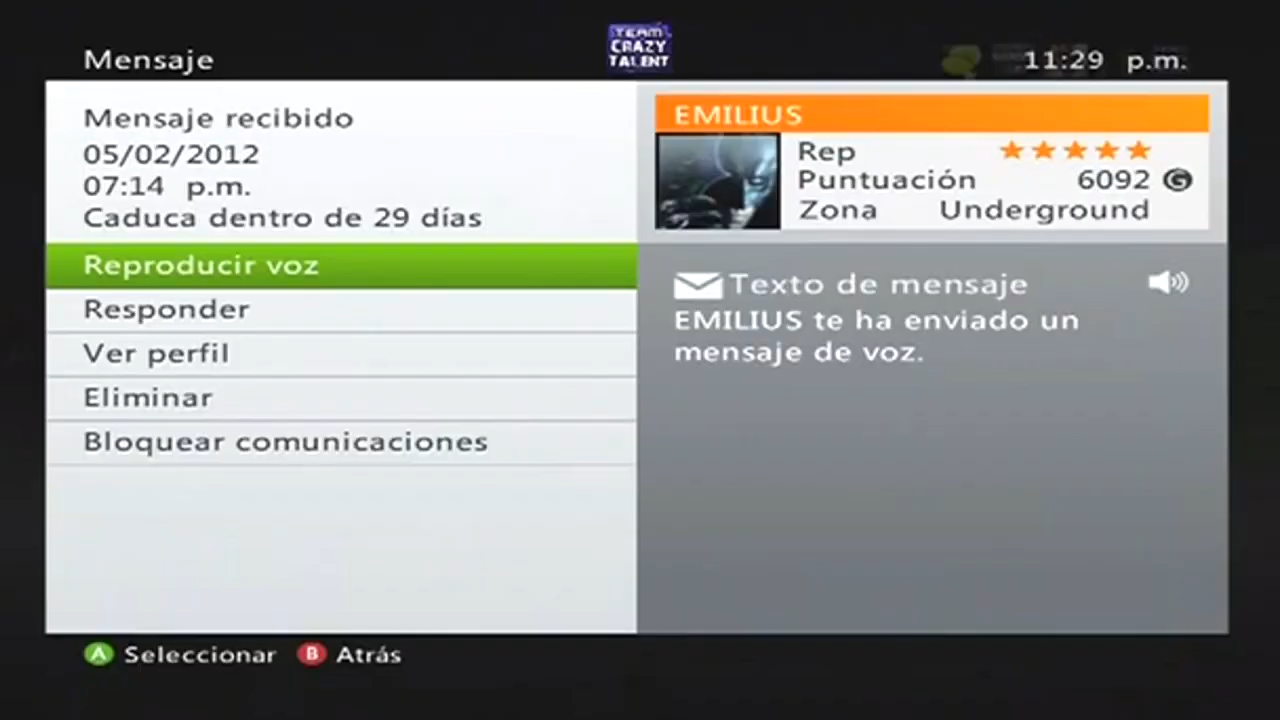 TEAM
CRAZY
TALENT
Mensaje
11:29 p.m.
Mensaje recibido
05/02/2012
07:14 p.m.
Caduca dentro de 29 días
Reproducir voz
Responder
Ver perfil
Eliminar
Bloquear comunicaciones
EMILIUS
Rep
Puntuación 6092 G
Zona Underground
Texto de mensaje
EMILIUS te ha enviado un
mensaje de voz.
A Seleccionar B Atrás